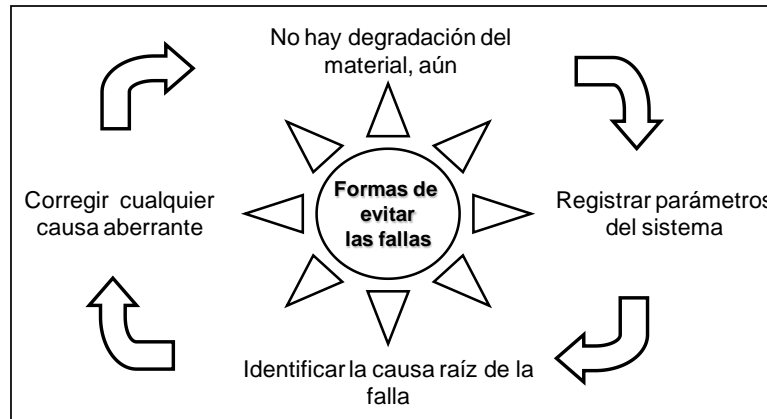 No hay degradación del
material, aún
Formas de
evitar
las fallas
Corregir cualquier
causa aberrante
Registrar parámetros
del sistema
Identificar la causa raíz de la
falla